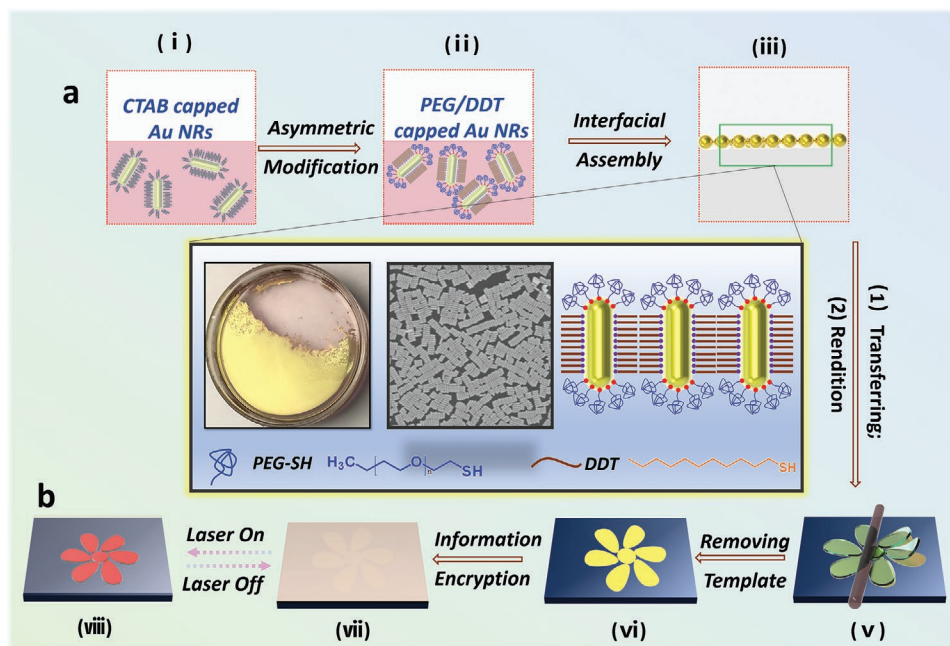 (i)
(ii)
(iii)
a
CTAB capped
Au NRs
Asymmetric
Modification
PEG/DDT
capped Au NRs
Interfacial
Assembly
(1) Transferring;
(2) Rendition
PEG-SH
H3C
O
n
SH
DDT
SH
b
Laser On
Laser Off
Information
Encryption
Removing
Template
(viii)
(vii)
(vi)
(v)